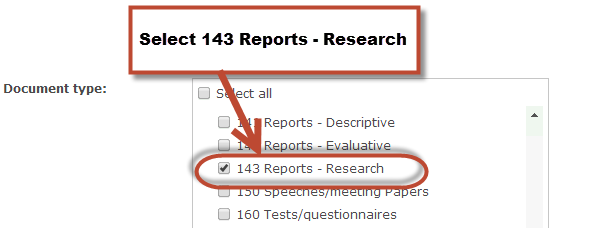 Select 143 Reports - Research
Document type:
Select all
Reports - Descriptive
Reports - Evaluative
143 Reports - Research
150 Speeches/meeting Papers
160 Tests/questionnaires